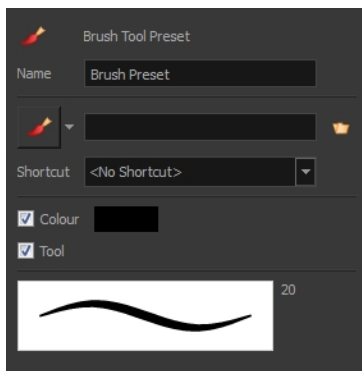 Brush Tool Preset
Name Brush Preset
Shortcut <No Shortcut>
Colour
Tool
20